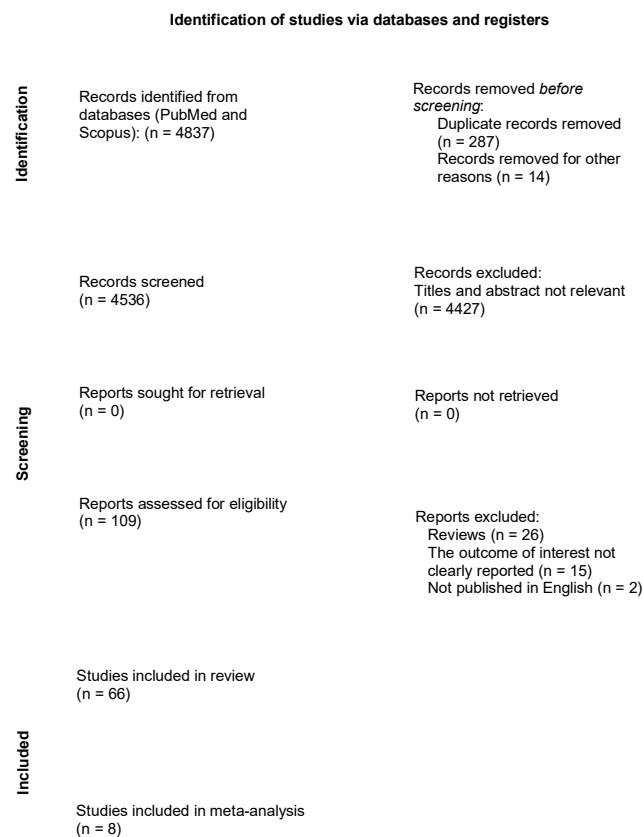 Identification of studies via databases and registers
Identification
Records identified from
databases (PubMed and
Scopus): (n = 4837)
Records removed before
screening:
Duplicate records removed
(n = 287)
Records removed for other
reasons (n = 14)
Screening
Records screened
(n = 4536)
Records excluded:
Titles and abstract not relevant
(n = 4427)
Reports sought for retrieval
(n = 0)
Reports not retrieved
(n = 0)
Reports assessed for eligibility
(n = 109)
Reports excluded:
Reviews (n = 26)
The outcome of interest not
clearly reported (n = 15)
Not published in English (n = 2)
Included
Studies included in review
(n = 66)
Studies included in meta-analysis
(n = 8)